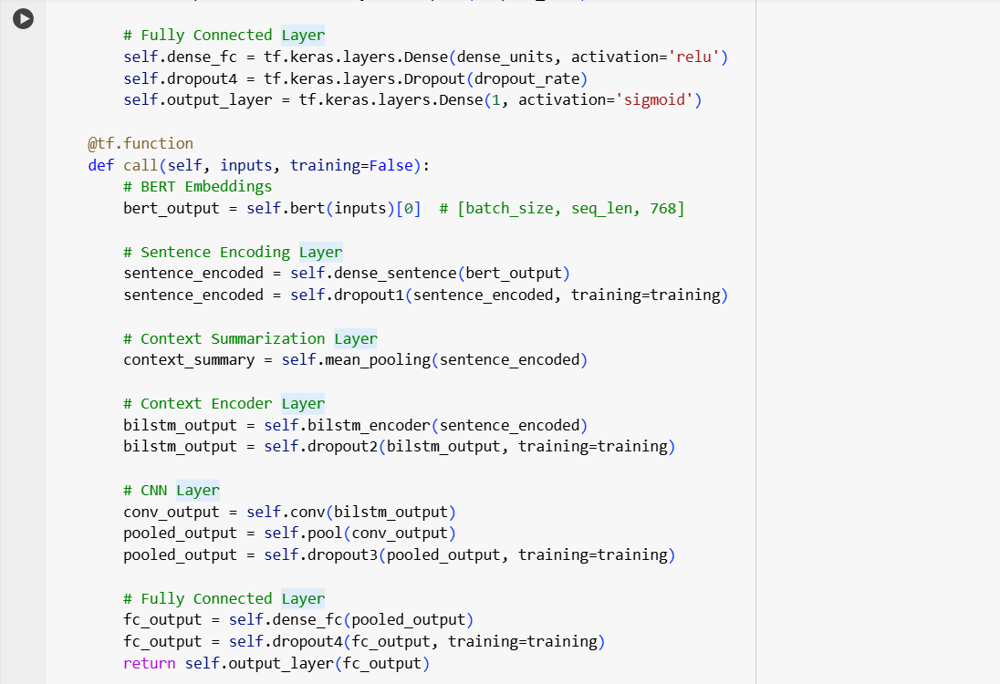 # Fully Connected Layer
self.dense_fc = tf.keras.layers.Dense(dense_units, activation='relu')
self.dropout4 = tf.keras.layers.Dropout(dropout_rate)
self.output_layer = tf.keras.layers.Dense(1, activation='sigmoid')
@tf.function
def call(self, inputs, training=False):
# BERT Embeddings
bert_output = self.bert(inputs)[0]  # [batch_size, seq_len, 768]
# Sentence Encoding Layer
sentence_encoded = self.dense_sentence(bert_output)
sentence_encoded = self.dropout1(sentence_encoded, training=training)
# Context Summarization Layer
context_summary = self.mean_pooling(sentence_encoded)
# Context Encoder Layer
bilstm_output = self.bilstm_encoder(sentence_encoded)
bilstm_output = self.dropout2(bilstm_output, training=training)
# CNN Layer
conv_output = self.conv(bilstm_output)
pooled_output = self.pool(conv_output)
pooled_output = self.dropout3(pooled_output, training=training)
# Fully Connected Layer
fc_output = self.dense_fc(pooled_output)
fc_output = self.dropout4(fc_output, training=training)
return self.output_layer(fc_output)